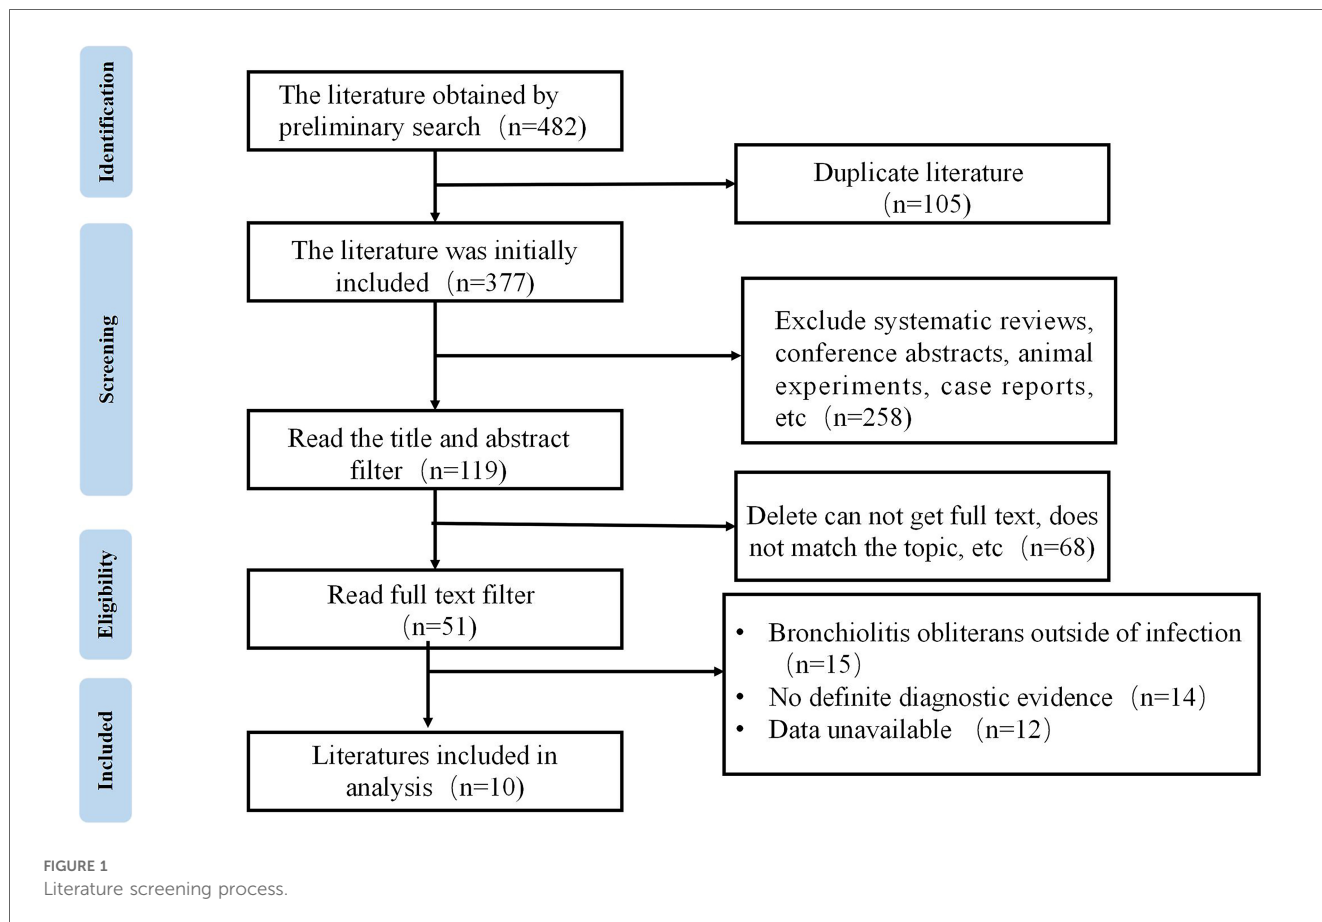 Identification
The literature obtained by
preliminary search（n=482)
Duplicate literature
（n=105)
Screening
The literature was initially
included（n=377)
Exclude systematic reviews,
conference abstracts, animal
experiments, case reports,
etc（n=258)
Read the title and abstract
filter（n=119)
Delete can not get full text, does
not match the topic, etc（n=68)
Eligibility
Read full text filter
（n=51)
• Bronchiolitis obliterans outside of infection
（n=15）
• No definite diagnostic evidence（n=14）
• Data unavailable （n=12）
Included
Literatures included in
analysis（n=10)
FIGURE 1
Literature screening process.